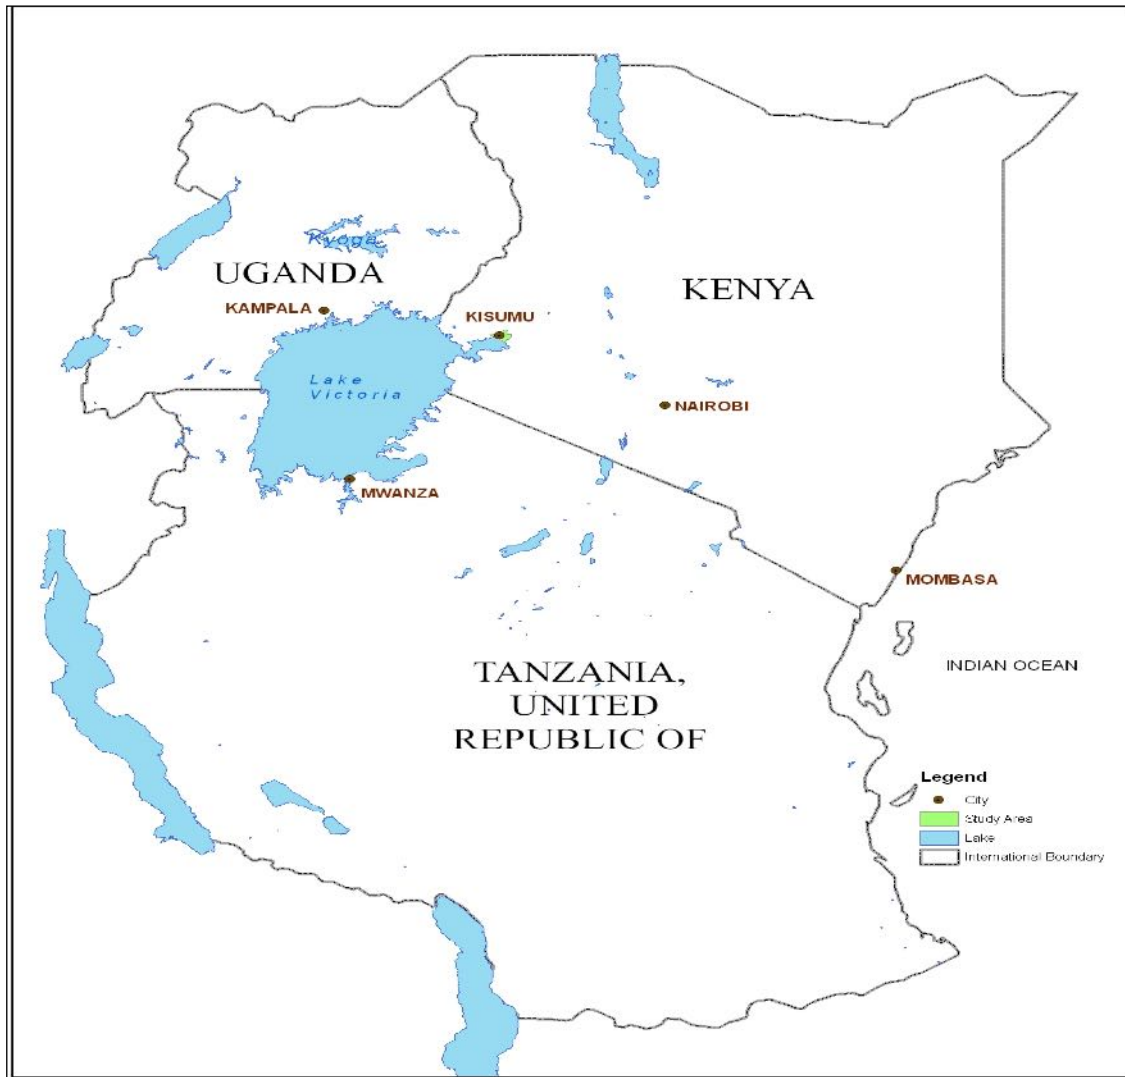 Kyoga
UGANDA
KENYA
KAMPALA
KISUMU
Lake
Victoria
NAIROBI
MWANZA
MOMBASA
INDIAN OCEAN
TANZANIA,
UNITED
REPUBLIC OF
Legend
City
Study Area
Lake
International Boundary